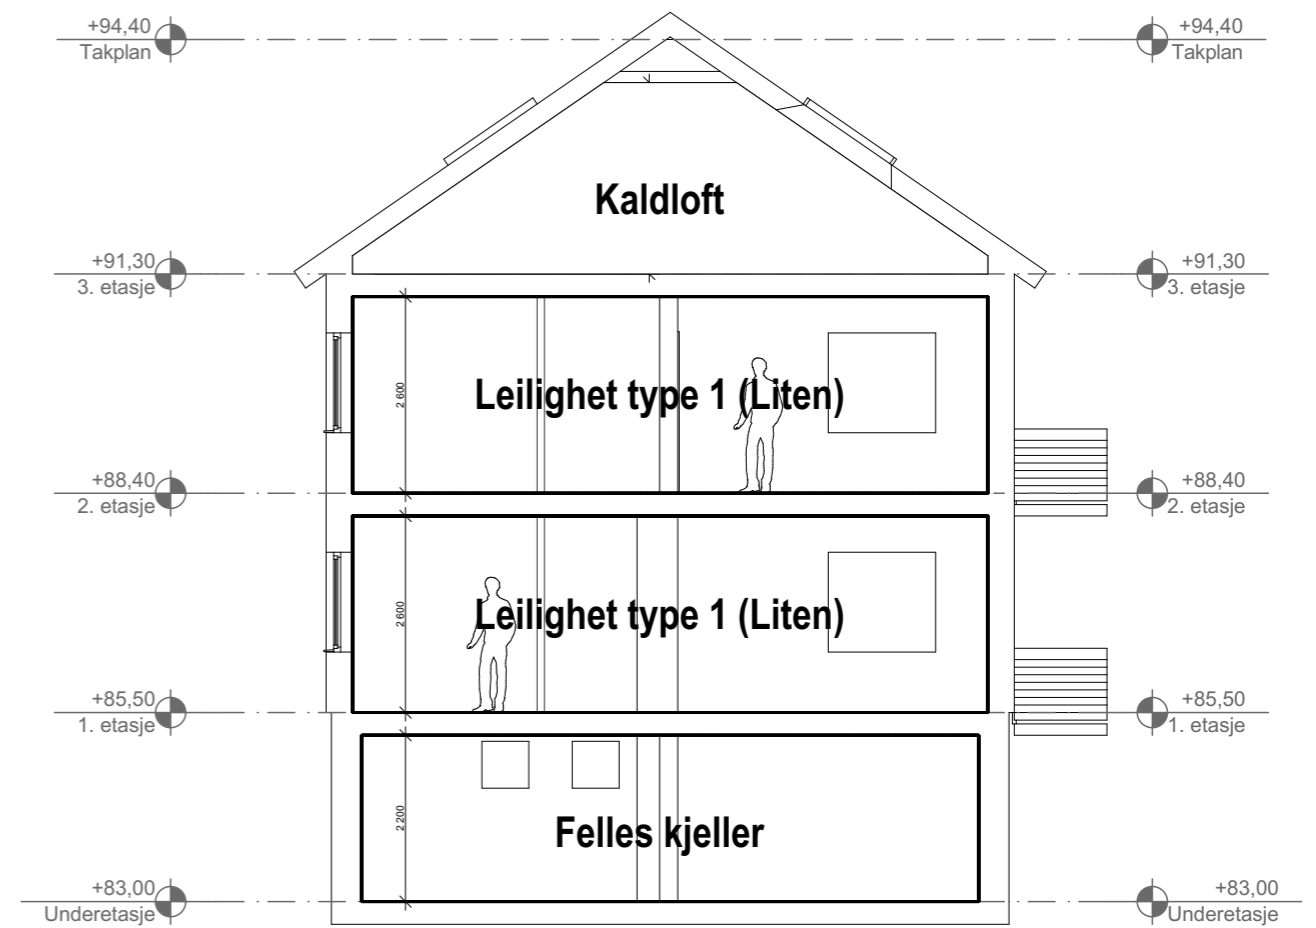 +94,40 +94,40
Takplan Takplan
Kaldloft
+91,30 +91,30
3. etasje 3. etasje
2 600
Leilighet type 1 (Liten)
+88,40 +88,40
2. etasje 2. etasje
2 600
Leilighet type 1 (Liten)
+85,50 +85,50
1. etasje 1. etasje
2 200
Felles kjeller
+83,00 +83,00
Underetasje Underetasje